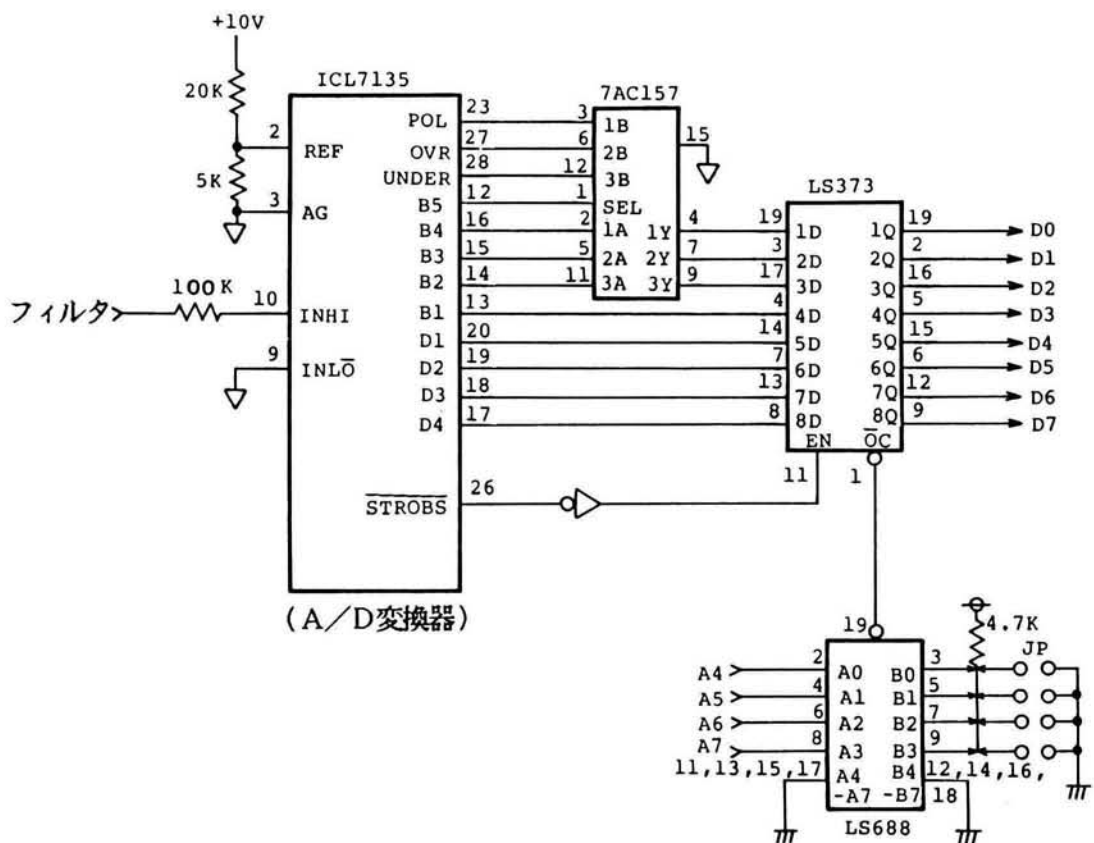 +10V
20K
5K
ICL7135
2 REF
3 AG
フィルタ 100K 10 INHI
9 INLO̅
POL 23
OVR 27
UNDER 28
B5 12
B4 16
B3 15
B2 14
B1 13
D1 20
D2 19
D3 18
D4 17
STROBS 26
(A/D変換器)
7AC157
3 1B 15
6 2B
12 3B
1 SEL
2 1A 1Y 4
5 2A 2Y 7
11 3A 3Y 9
LS373
19 1D 1Q 19 D0
3 2D 2Q 2 D1
17 3D 3Q 16 D2
4 4D 4Q 5 D3
14 5D 5Q 15 D4
7 6D 6Q 6 D5
13 7D 7Q 12 D6
8 8D 8Q 9 D7
EN O̅C
11 1
19 4.7K
JP
A4 2 A0 B0 3
A5 4 A1 B1 5
A6 6 A2 B2 7
A7 8 A3 B3 9
11,13,15,17 A4 B4 12,14,16,
-A7 -B7 18
LS688